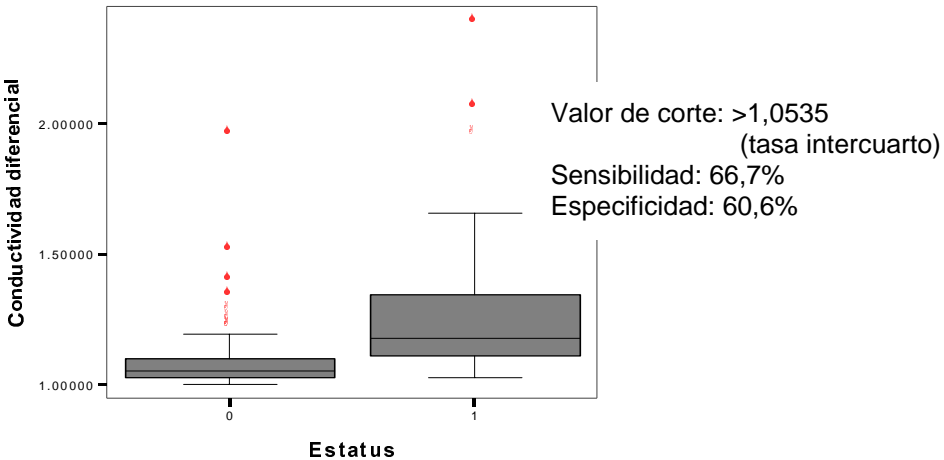 Conductividad diferencial
2.00000
1.50000
1.00000
0
1
Estatus
Valor de corte: >1,0535
(tasa intercuarto)
Sensibilidad: 66,7%
Especificidad: 60,6%